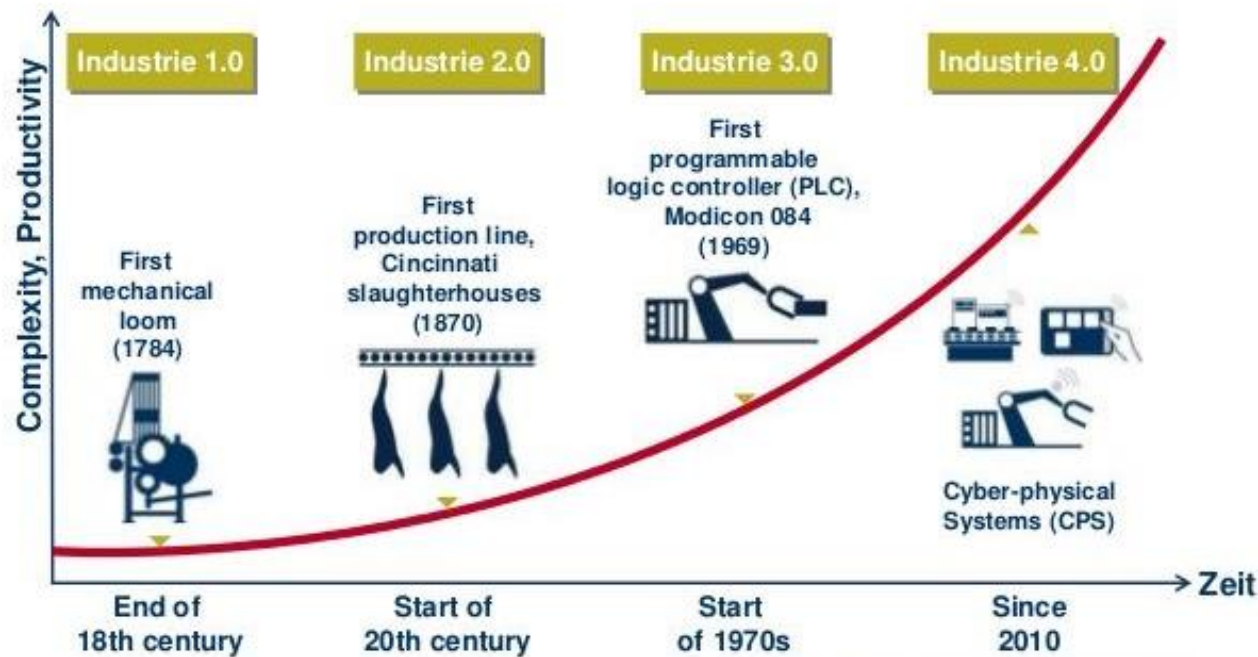 Complexity, Productivity
Industrie 1.0
First
mechanical
loom
(1784)
Industrie 2.0
First
production line,
Cincinnati
slaughterhouses
(1870)
Industrie 3.0
First
programmable
logic controller (PLC),
Modicon 084
(1969)
Industrie 4.0
Cyber-physical
Systems (CPS)
Zeit
End of
18th century
Start of
20th century
Start
of 1970s
Since
2010